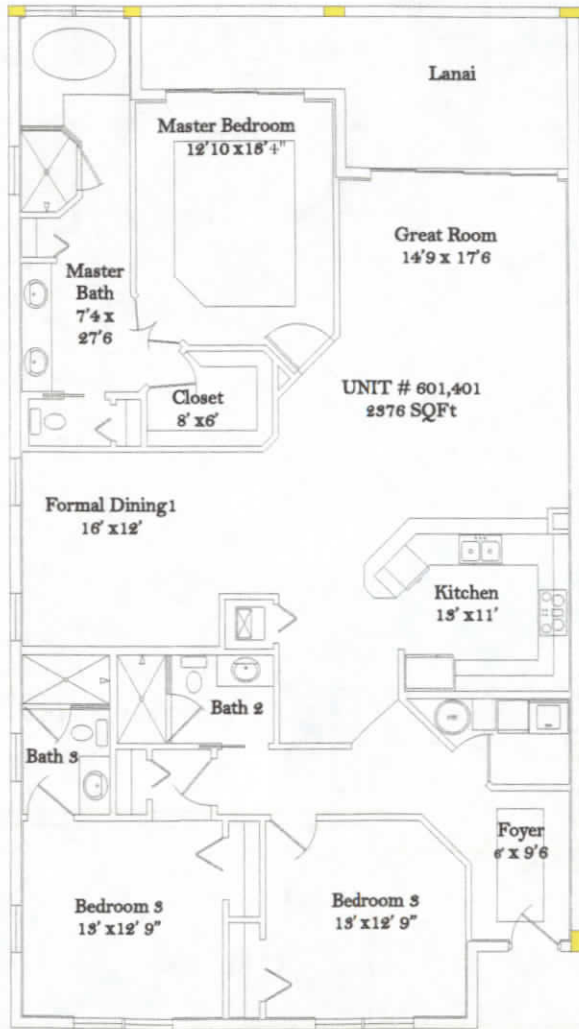 Lanai
Master Bedroom
12'10 x18'4"
Great Room
14'9 x 17'6
Master
Bath
7'4 x
27'6
UNIT # 601,401
2376 SQFt
Closet
8' x6'
Formal Dining1
16' x12'
Kitchen
13' x11'
Bath 2
Bath 3
Foyer
6' x 9'6
Bedroom 3
13' x12' 9"
Bedroom 3
13' x12' 9"